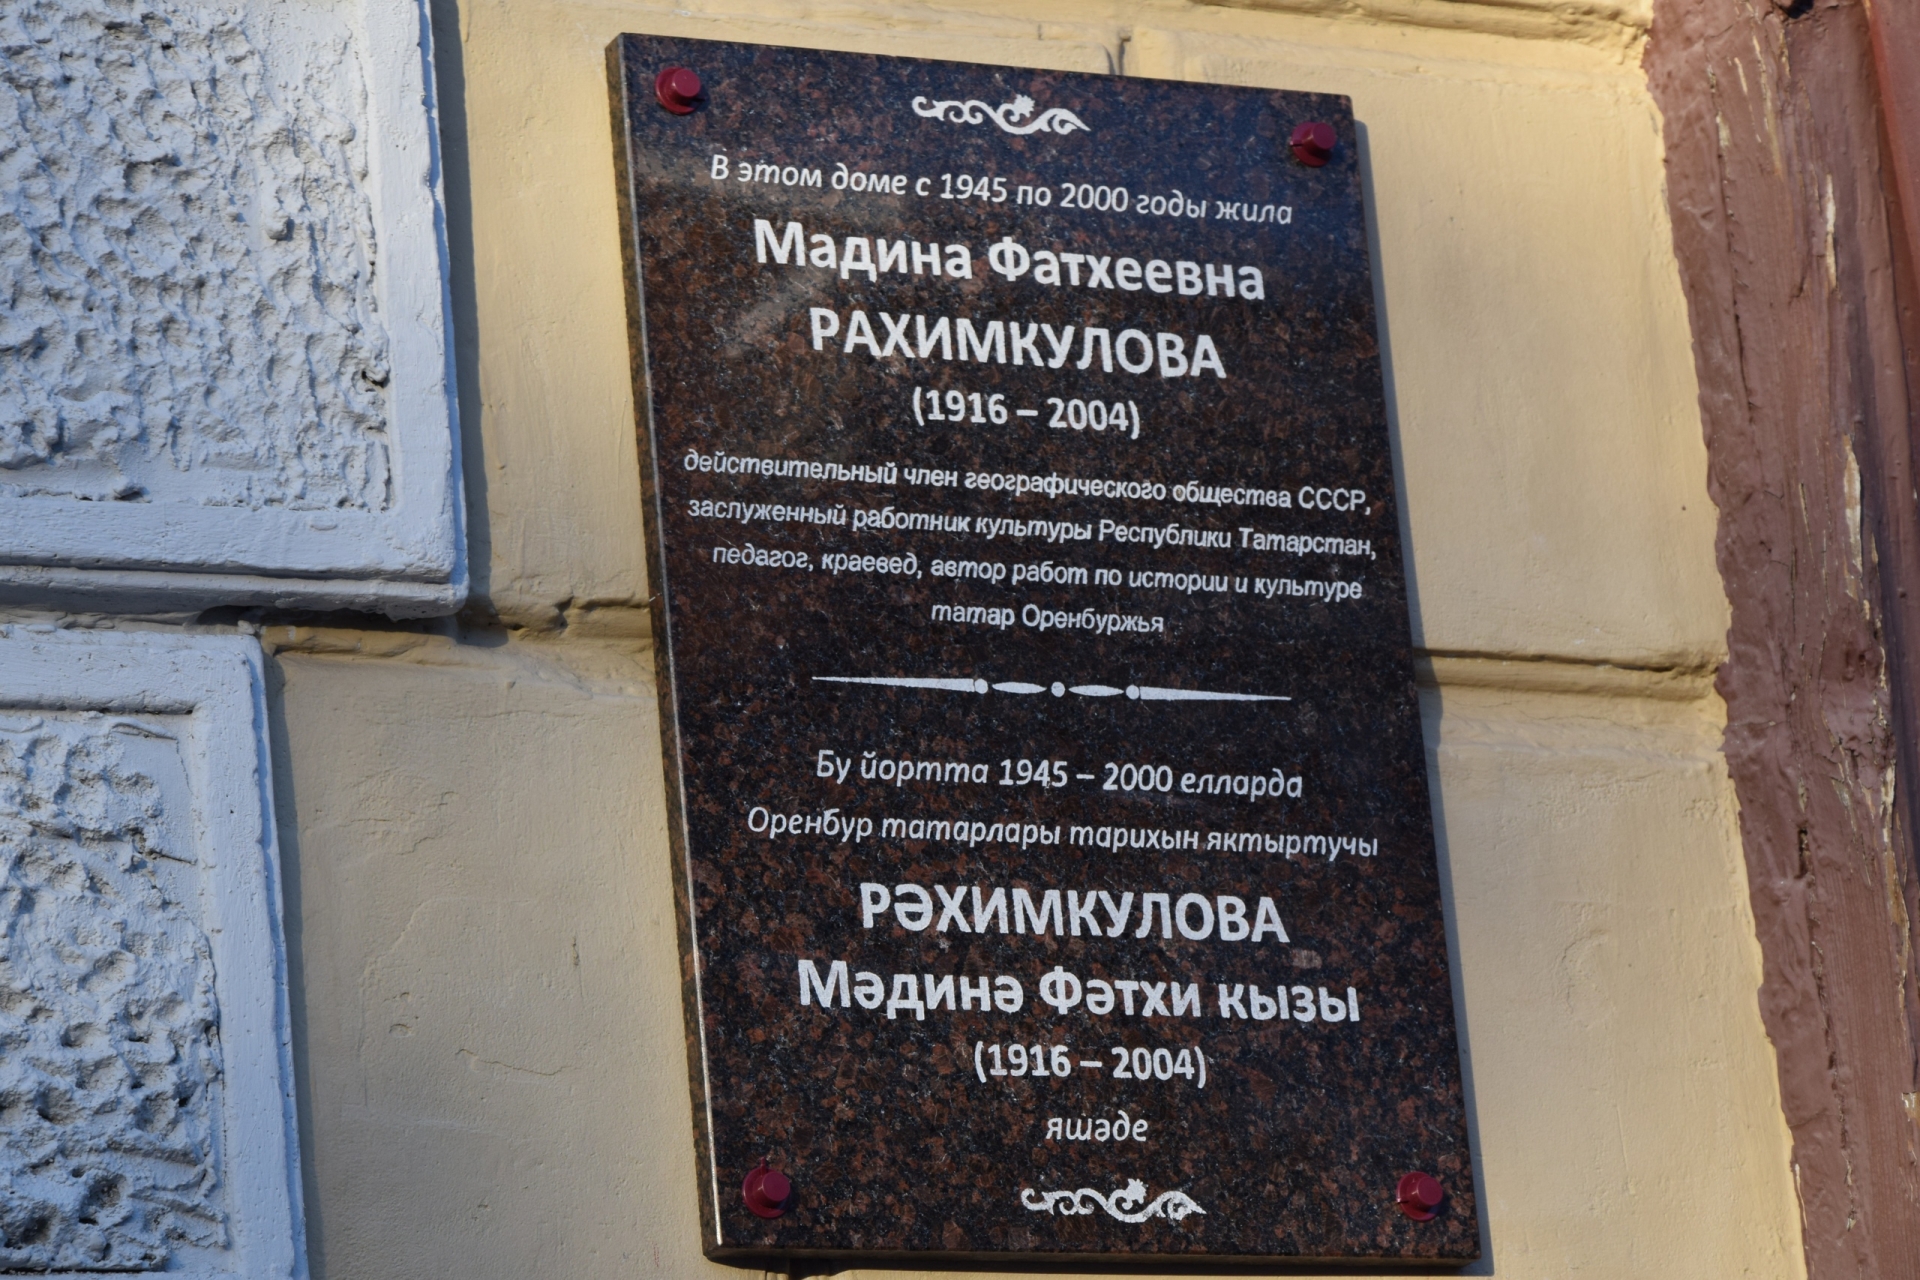 В этом доме с 1945 по 2000 годы жила
Мадина Фатхеевна
РАХИМКУЛОВА
(1916 – 2004)
действительный член географического общества СССР,
заслуженный работник культуры Республики Татарстан,
педагог, краевед, автор работ по истории и культуре
татар Оренбуржья
Бу йортта 1945 – 2000 елларда
Оренбур татарлары тарихын яктыртучы
РӘХИМКУЛОВА
Мәдинә Фәтхи кызы
(1916 – 2004)
яшәде